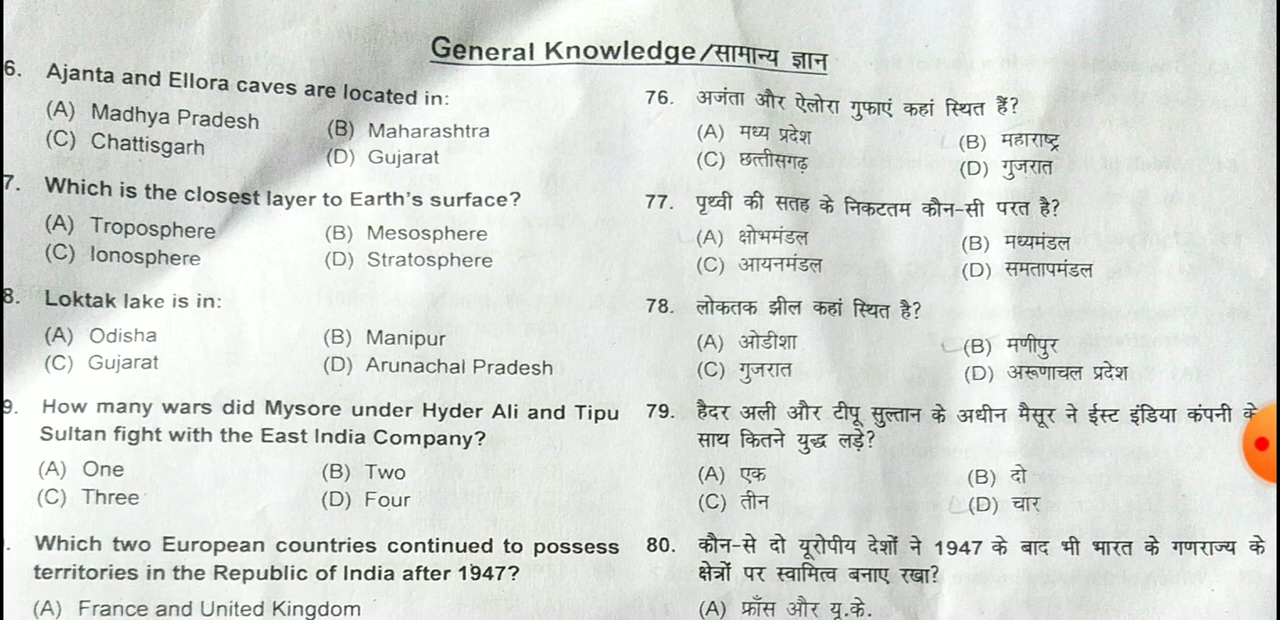 General Knowledge/सामान्य ज्ञान
6. Ajanta and Ellora caves are located in:
(A) Madhya Pradesh (B) Maharashtra
(C) Chattisgarh (D) Gujarat
7. Which is the closest layer to Earth's surface?
(A) Troposphere (B) Mesosphere
(C) Ionosphere (D) Stratosphere
8. Loktak lake is in:
(A) Odisha (B) Manipur
(C) Gujarat (D) Arunachal Pradesh
9. How many wars did Mysore under Hyder Ali and Tipu
Sultan fight with the East India Company?
(A) One (B) Two
(C) Three (D) Four
. Which two European countries continued to possess
territories in the Republic of India after 1947?
(A) France and United Kingdom
76. अजंता और ऐलोरा गुफाएं कहां स्थित हैं?
(A) मध्य प्रदेश (B) महाराष्ट्र
(C) छत्तीसगढ़ (D) गुजरात
77. पृथ्वी की सतह के निकटतम कौन-सी परत है?
(A) क्षोभमंडल (B) मध्यमंडल
(C) आयनमंडल (D) समतापमंडल
78. लोकतक झील कहां स्थित है?
(A) ओडीशा (B) मणीपुर
(C) गुजरात (D) अरूणाचल प्रदेश
79. हैदर अली और टीपू सुल्तान के अधीन मैसूर ने ईस्ट इंडिया कंपनी के
साथ कितने युद्ध लड़े?
(A) एक (B) दो
(C) तीन (D) चार
80. कौन-से दो यूरोपीय देशों ने 1947 के बाद भी भारत के गणराज्य के
क्षेत्रों पर स्वामित्व बनाए रखा?
(A) फ्राँस और यू.के.